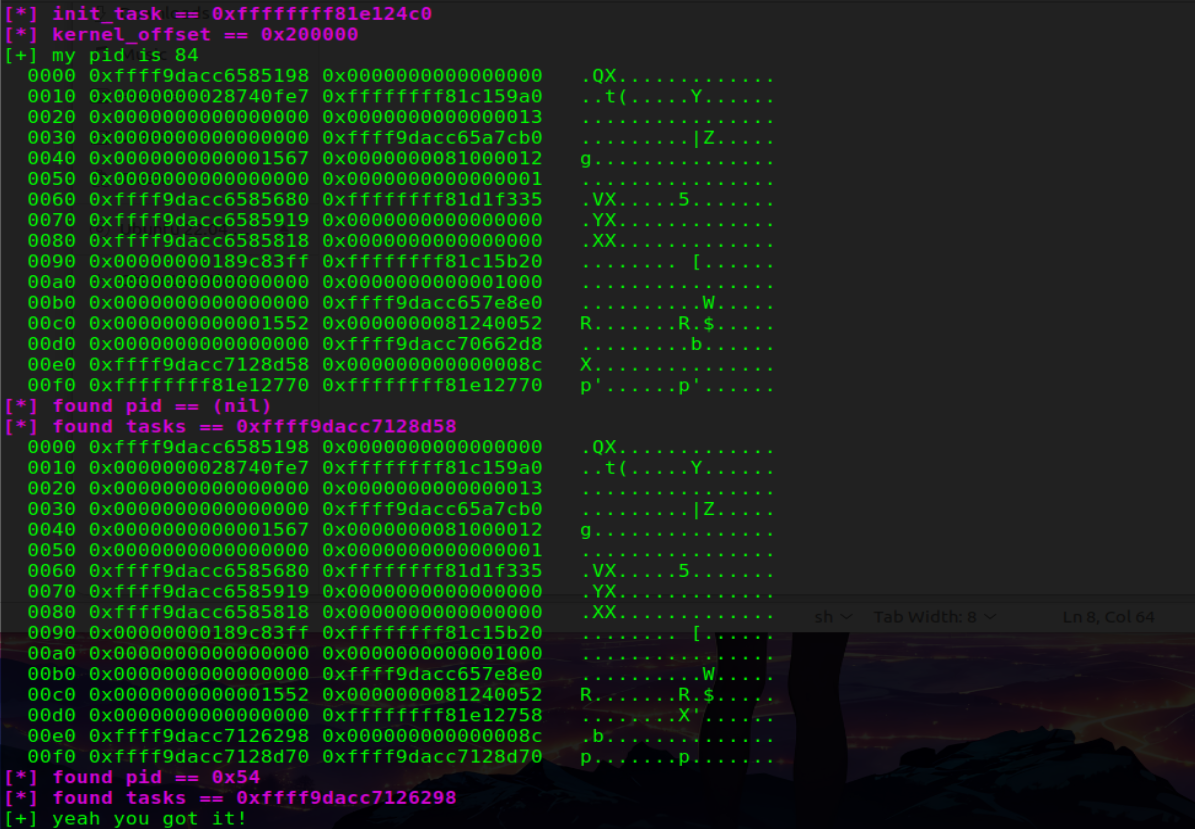 [*] init_task == 0xffffffff81e124c0
[*] kernel_offset == 0x200000
[+] my pid is 84
0000 0xffff9dacc6585198 0x0000000000000000 .QX.............
0010 0x0000000028740fe7 0xffffffff81c159a0 ..t(.....Y......
0020 0x0000000000000000 0x0000000000000013 ................
0030 0x0000000000000000 0xffff9dacc65a7cb0 .........|Z.....
0040 0x0000000000001567 0x0000000081000012 g...............
0050 0x0000000000000000 0x0000000000000001 ................
0060 0xffff9dacc6585680 0xffffffff81d1f335 .VX.....5.......
0070 0xffff9dacc6585919 0x0000000000000000 .YX.............
0080 0xffff9dacc6585818 0x0000000000000000 .XX.............
0090 0x00000000189c83ff 0xffffffff81c15b20 ........ [......
00a0 0x0000000000000000 0x0000000000001000 ................
00b0 0x0000000000000000 0xffff9dacc657e8e0 ..........W.....
00c0 0x0000000000001552 0x0000000081240052 R.......R.$.....
00d0 0x0000000000000000 0xffff9dacc70662d8 .........b......
00e0 0xffff9dacc7128d58 0x000000000000008c X...............
00f0 0xffffffff81e12770 0xffffffff81e12770 p'......p'......
[*] found pid == (nil)
[*] found tasks == 0xffff9dacc7128d58
0000 0xffff9dacc6585198 0x0000000000000000 .QX.............
0010 0x0000000028740fe7 0xffffffff81c159a0 ..t(.....Y......
0020 0x0000000000000000 0x0000000000000013 ................
0030 0x0000000000000000 0xffff9dacc65a7cb0 .........|Z.....
0040 0x0000000000001567 0x0000000081000012 g...............
0050 0x0000000000000000 0x0000000000000001 ................
0060 0xffff9dacc6585680 0xffffffff81d1f335 .VX.....5.......
0070 0xffff9dacc6585919 0x0000000000000000 .YX.............
0080 0xffff9dacc6585818 0x0000000000000000 .XX.............
sh Tab Width: 8 Ln 8, Col 64
0090 0x00000000189c83ff 0xffffffff81c15b20 ........ [......
00a0 0x0000000000000000 0x0000000000001000 ................
00b0 0x0000000000000000 0xffff9dacc657e8e0 ..........W.....
00c0 0x0000000000001552 0x0000000081240052 R.......R.$.....
00d0 0x0000000000000000 0xffffffff81e12758 ........X'......
00e0 0xffff9dacc7126298 0x000000000000008c .b..............
00f0 0xffff9dacc7128d70 0xffff9dacc7128d70 p.......p.......
[*] found pid == 0x54
[*] found tasks == 0xffff9dacc7126298
[+] yeah you got it!